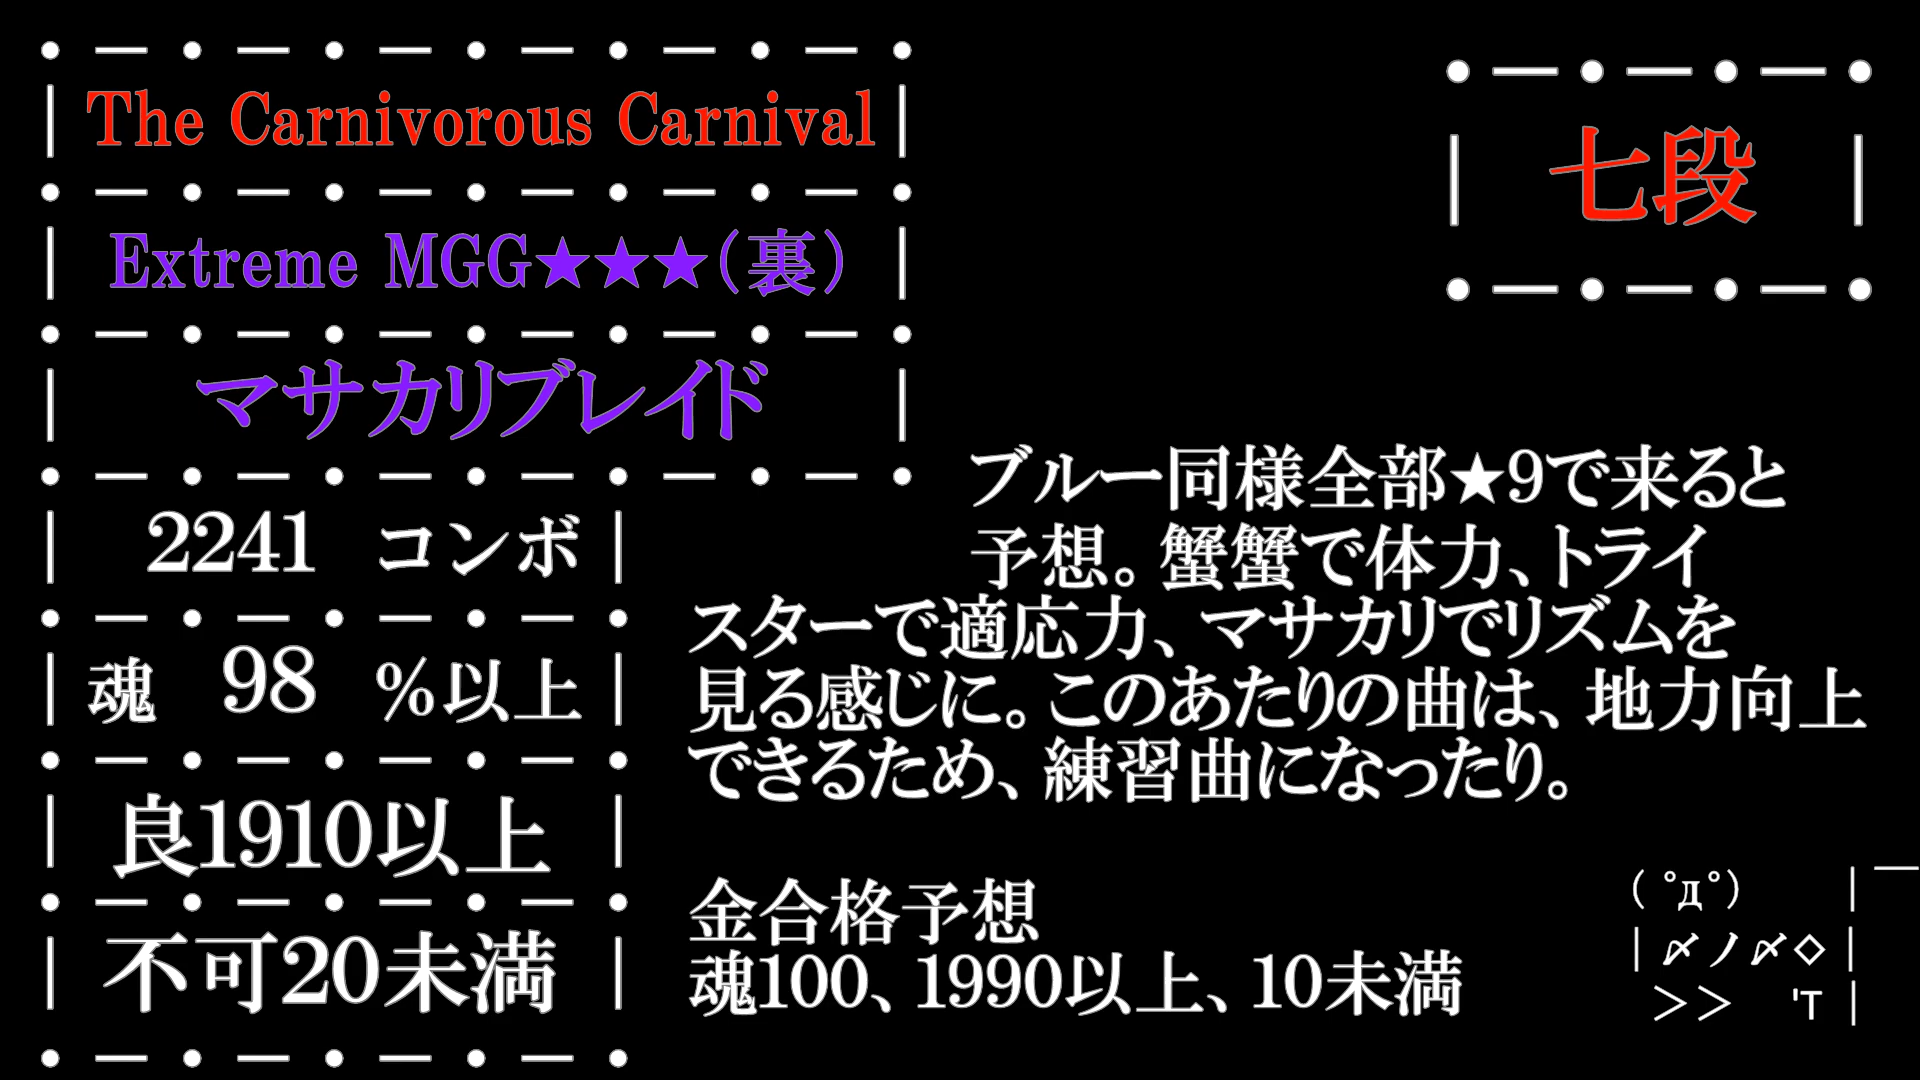 The Carnivorous Carnival
七段
Extreme MGG★★★(裏)
マサカリブレイド
2241 コンボ
魂 98 %以上
良1910以上
不可20未満
ブルー同様全部★9で来ると
予想。蟹蟹で体力、トライ
スターで適応力、マサカリでリズムを
見る感じに。このあたりの曲は、地力向上
できるため、練習曲になったり。
金合格予想
魂100、1990以上、10未満
( ﾟдﾟ) |￣
|〆ノ〆◇|
>> 'T |